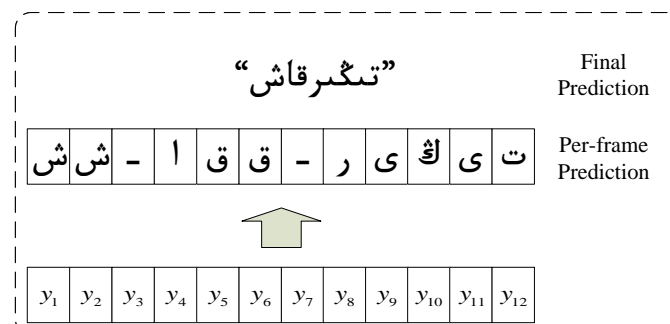 ”تىڭىرقاش“
Final
Prediction
ت ى ڭ ى ر - ق ق ا - ش ش
Per-frame
Prediction
y1 y2 y3 y4 y5 y6 y7 y8 y9 y10 y11 y12